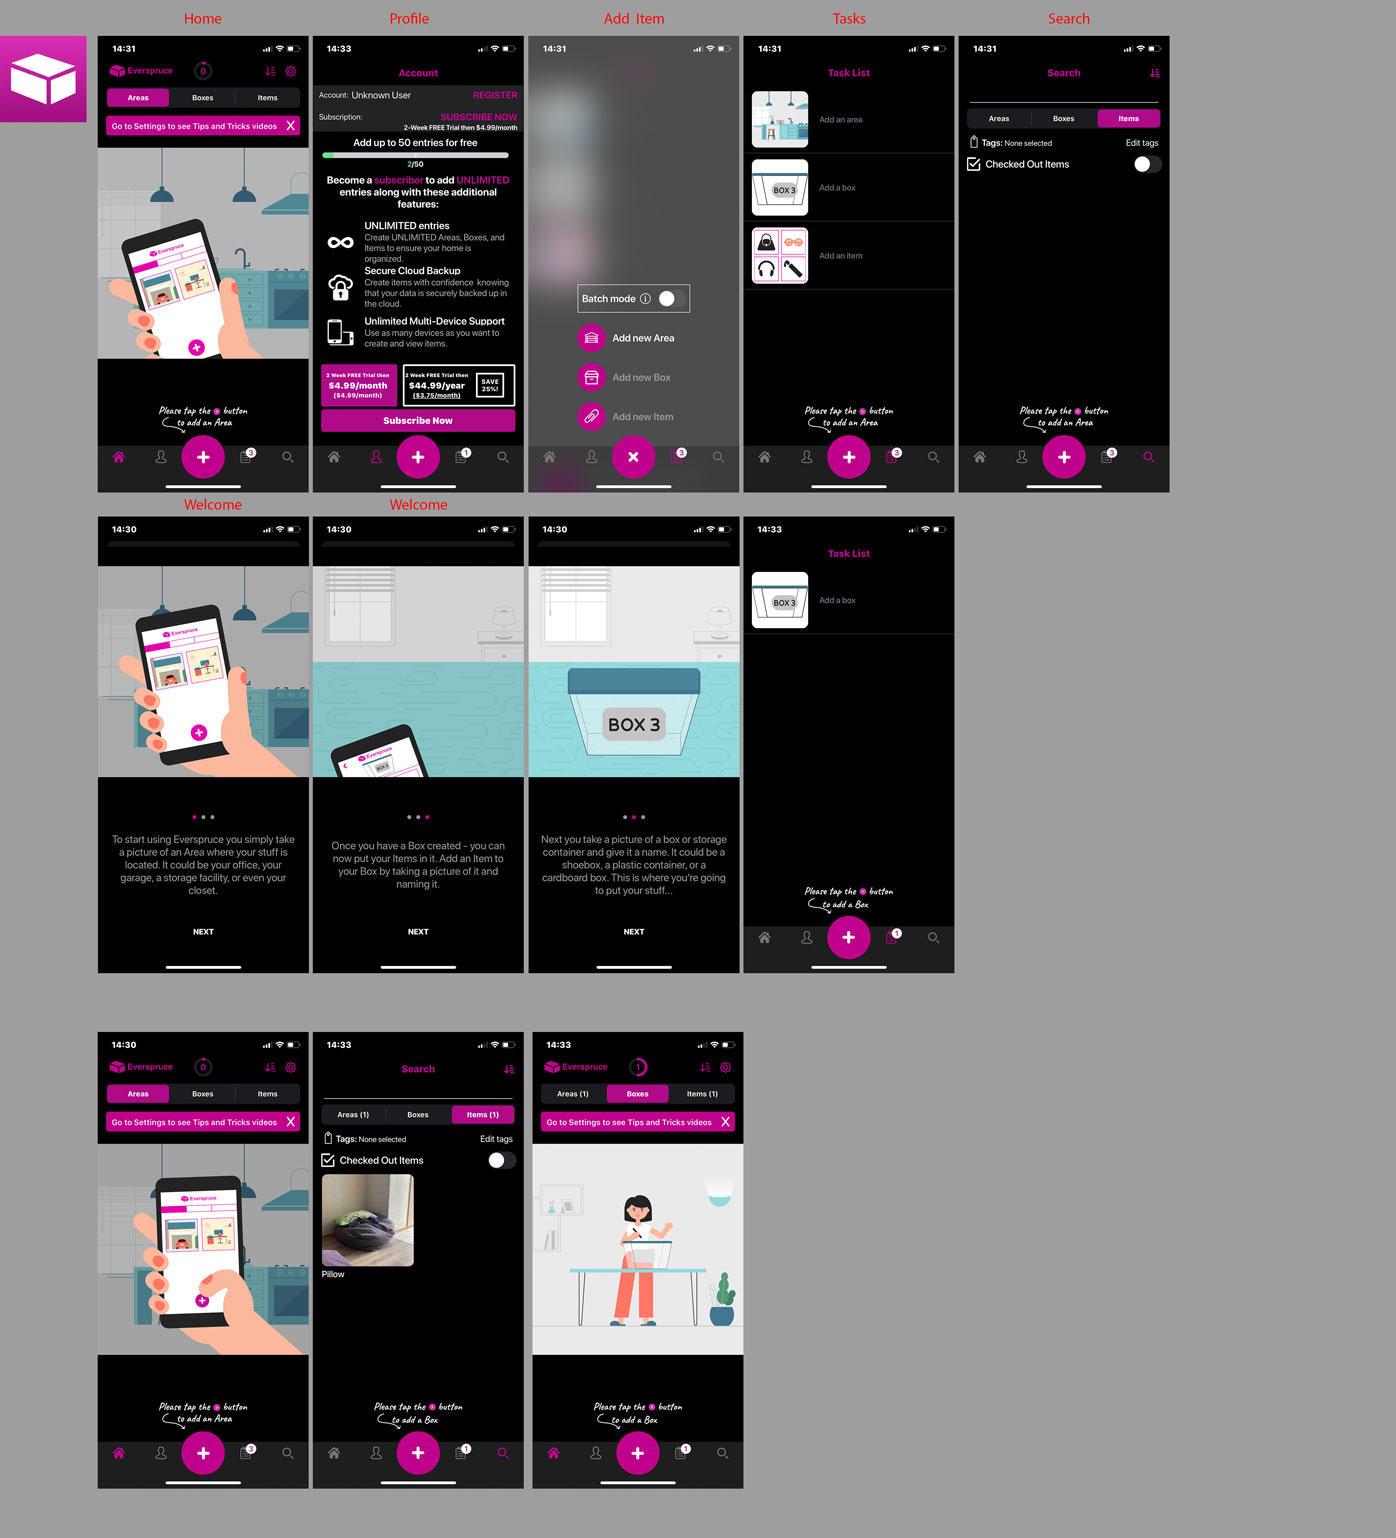 Home
Profile
Add Item
Tasks
Search
14:31
Everspruce
0
Areas
Boxes
Items
Go to Settings to see Tips and Tricks videos X
Everspruce
Please tap the button
to add an Area
3
14:33
Account
Account: Unknown User
REGISTER
Subscription:
SUBSCRIBE NOW
2-Week FREE Trial then $4.99/month
Add up to 50 entries for free
2/50
Become a subscriber to add UNLIMITED
entries along with these additional
features:
UNLIMITED entries
Create UNLIMITED Areas, Boxes, and
Items to ensure your home is
organized.
Secure Cloud Backup
Create items with confidence knowing
that your data is securely backed up in
the cloud.
Unlimited Multi-Device Support
Use as many devices as you want to
create and view items.
2 Week FREE Trial then
$4.99/month
($4.99/month)
2 Week FREE Trial then
$44.99/year
($3.75/month)
SAVE
25%!
Subscribe Now
1
14:31
Batch mode
Add new Area
Add new Box
Add new Item
3
14:31
Task List
Add an area
BOX 3
Add a box
Add an item
Please tap the button
to add an Area
3
14:31
Search
Areas
Boxes
Items
Tags: None selected
Edit tags
Checked Out Items
Please tap the button
to add an Area
3
Welcome
Welcome
14:30
Everspruce
To start using Everspruce you simply take
a picture of an Area where your stuff is
located. It could be your office, your
garage, a storage facility, or even your
closet.
NEXT
14:30
Everspruce
BOX 3
Once you have a Box created - you can
now put your Items in it. Add an Item to
your Box by taking a picture of it and
naming it.
NEXT
14:30
BOX 3
Next you take a picture of a box or storage
container and give it a name. It could be a
shoebox, a plastic container, or a
cardboard box. This is where you're going
to put your stuff...
NEXT
14:33
Task List
BOX 3
Add a box
Please tap the button
to add a Box
1
14:30
Everspruce
0
Areas
Boxes
Items
Go to Settings to see Tips and Tricks videos X
Everspruce
Please tap the button
to add an Area
3
14:33
Search
Areas (1)
Boxes
Items (1)
Tags: None selected
Edit tags
Checked Out Items
Pillow
Please tap the button
to add a Box
1
14:33
Everspruce
1
Areas (1)
Boxes
Items (1)
Go to Settings to see Tips and Tricks videos X
Please tap the button
to add a Box
1